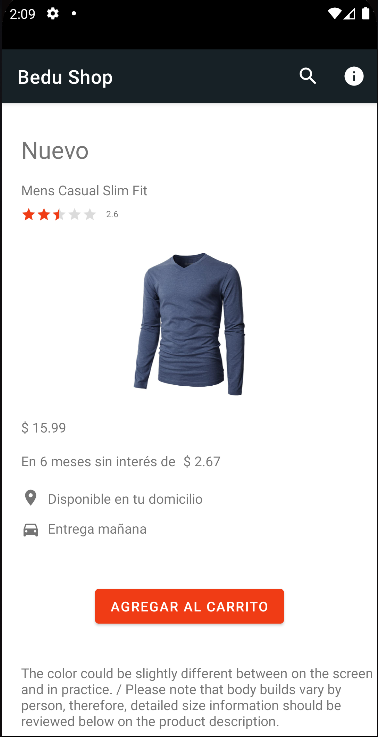 2:09
Bedu Shop
Nuevo
Mens Casual Slim Fit
2.6
$ 15.99
En 6 meses sin interés de $ 2.67
Disponible en tu domicilio
Entrega mañana
AGREGAR AL CARRITO
The color could be slightly different between on the screen
and in practice. / Please note that body builds vary by
person, therefore, detailed size information should be
reviewed below on the product description.